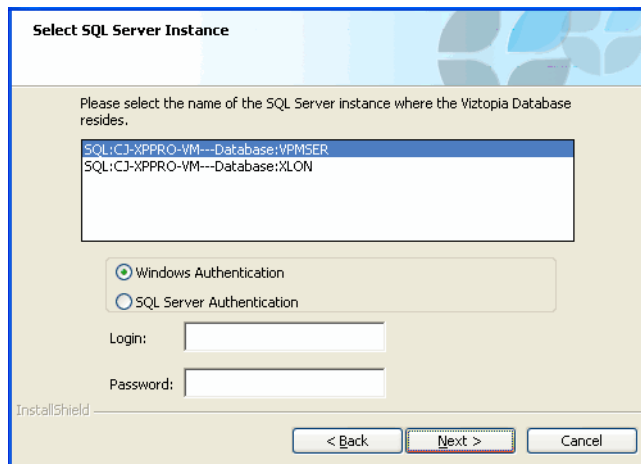 Select SQL Server Instance
Please select the name of the SQL Server instance where the Viztopia Database
resides.
SQL:CJ-XPPRO-VM---Database:VPMSER
SQL:CJ-XPPRO-VM---Database:XLON
Windows Authentication
SQL Server Authentication
Login:
Password:
InstallShield
< Back
Next >
Cancel